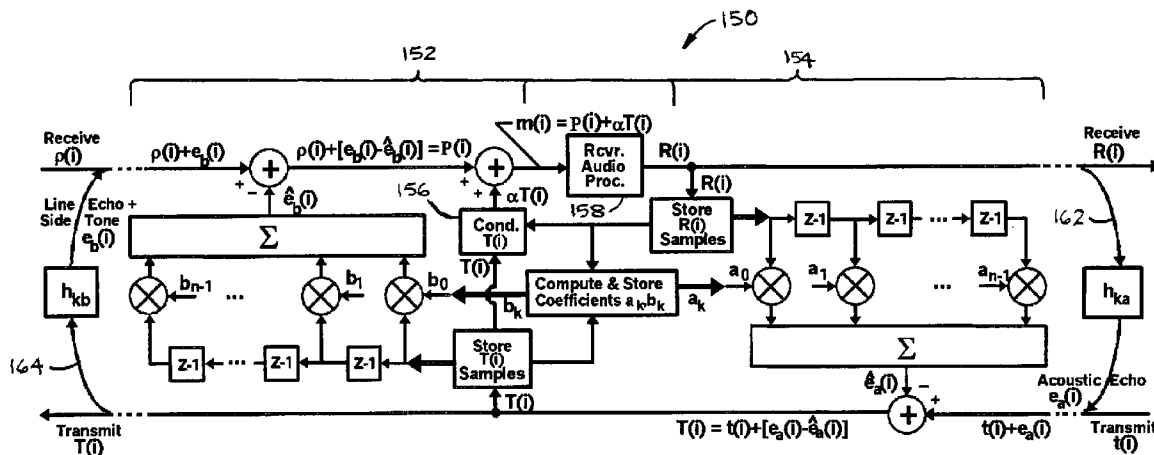 150
152
154
m(i) = P(i)+αT(i)
Receive
ρ(i)
ρ(i)+e_b(i)
ρ(i)+[e_b(i)-ê_b(i)] = P(i)
+
+
Rcvr.
Audio
Proc.
R(i)
Receive
R(i)
+
-
+
+
ê_b(i)
156
αT(i)
158
R(i)
Line
Side
Echo +
Tone
e_b(i)
Σ
Cond.
T(i)
Store
R(i)
Samples
z-1
z-1
...
z-1
162
T(i)
h_kb
b_n-1
...
b_1
b_0
b_k
Compute & Store
Coefficients a_k,b_k
a_k
a_0
a_1
...
a_n-1
h_ka
164
z-1
...
z-1
z-1
Store
T(i)
Samples
Σ
ê_a(i)
-
+
+
Acoustic Echo
e_a(i)
T(i)
Transmit
T(i)
T(i) = t(i)+[e_a(i)-ê_a(i)]
t(i)+e_a(i)
Transmit
t(i)